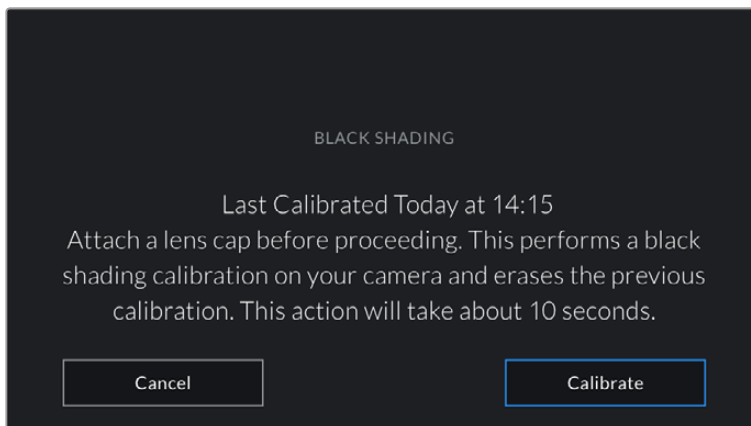 BLACK SHADING
Last Calibrated Today at 14:15
Attach a lens cap before proceeding. This performs a black
shading calibration on your camera and erases the previous
calibration. This action will take about 10 seconds.
Cancel
Calibrate